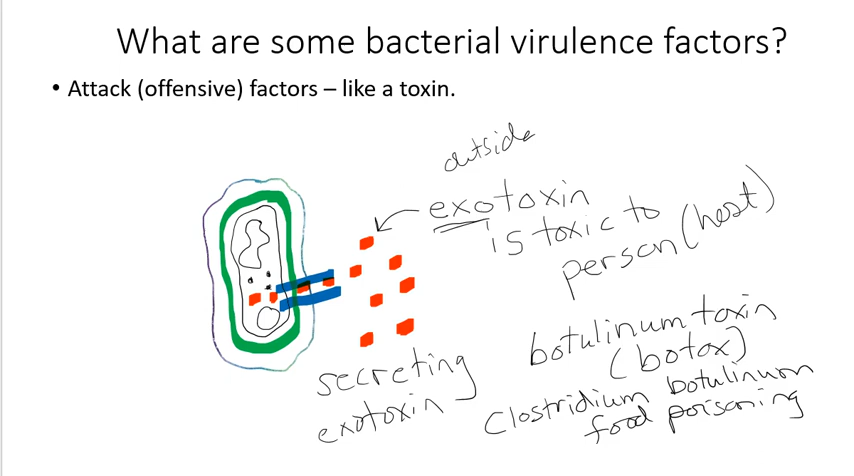 What are some bacterial virulence factors?
• Attack (offensive) factors – like a toxin.
outside
exotoxin
is toxic to
person (host)
secreting
exotoxin
botulinum toxin
(botox)
Clostridium botulinum
food poisoning